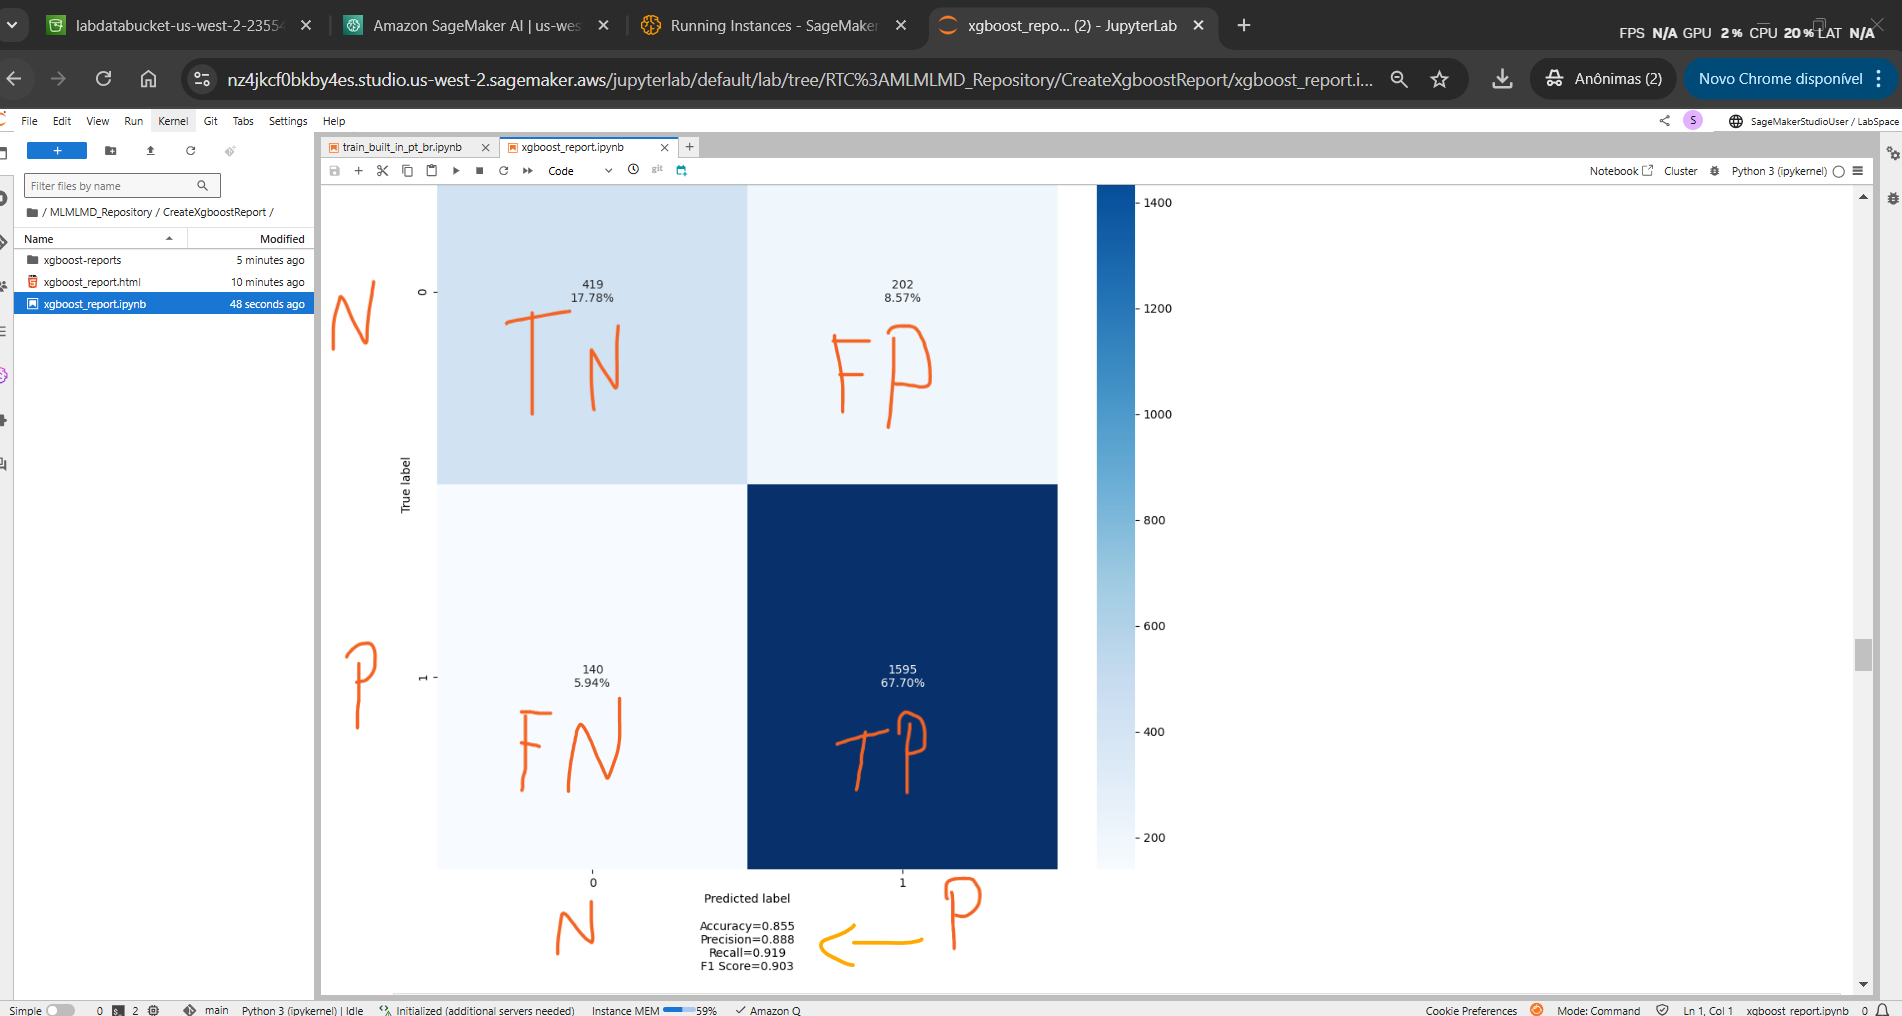 labdatabucket-us-west-2-2355
Amazon SageMaker AI | us-wes
Running Instances - SageMaker
xgboost_repo... (2) - JupyterLab
FPS N/A GPU 2 % CPU 20 % LAT N/A
nz4jkcf0bkby4es.studio.us-west-2.sagemaker.aws/jupyterlab/default/lab/tree/RTC%3AMLMLMD_Repository/CreateXgboostReport/xgboost_report.i...
Anônimas (2)
Novo Chrome disponível
File Edit View Run Kernel Git Tabs Settings Help
S
SageMakerStudioUser / LabSpace
train_built_in_pt_br.ipynb
xgboost_report.ipynb
Code
git
Notebook
Cluster
Python 3 (ipykernel)
Filter files by name
/ MLMLMD_Repository / CreateXgboostReport /
Name Modified
xgboost-reports 5 minutes ago
xgboost_report.html 10 minutes ago
xgboost_report.ipynb 48 seconds ago
1400
1200
1000
800
600
400
200
True label
0
1
N
P
419
17.78%
TN
202
8.57%
FP
140
5.94%
FN
1595
67.70%
TP
0
1
Predicted label
N
P
Accuracy=0.855
Precision=0.888
Recall=0.919
F1 Score=0.903
Simple 0 2 main Python 3 (ipykernel) | Idle Initialized (additional servers needed) Instance MEM 59% Amazon Q
Cookie Preferences Mode: Command Ln 1, Col 1 xgboost_report.ipynb 0